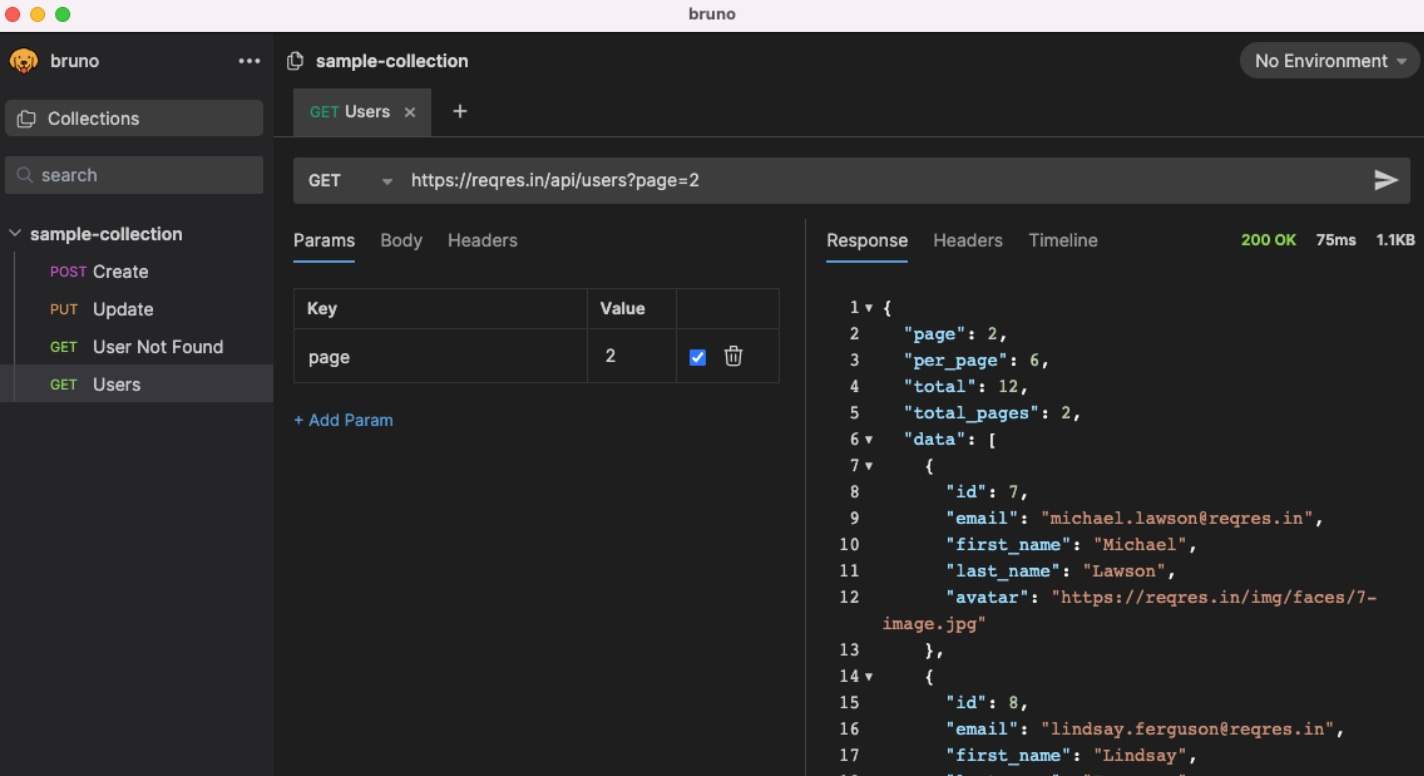 bruno
bruno
Collections
search
sample-collection
POST Create
PUT Update
GET User Not Found
GET Users
sample-collection
No Environment
GET Users
GET https://reqres.in/api/users?page=2
Params Body Headers
Key Value
page 2
+ Add Param
Response Headers Timeline 200 OK 75ms 1.1KB
1 {
2 "page": 2,
3 "per_page": 6,
4 "total": 12,
5 "total_pages": 2,
6 "data": [
7 {
8 "id": 7,
9 "email": "michael.lawson@reqres.in",
10 "first_name": "Michael",
11 "last_name": "Lawson",
12 "avatar": "https://reqres.in/img/faces/7-
image.jpg"
13 },
14 {
15 "id": 8,
16 "email": "lindsay.ferguson@reqres.in",
17 "first_name": "Lindsay",